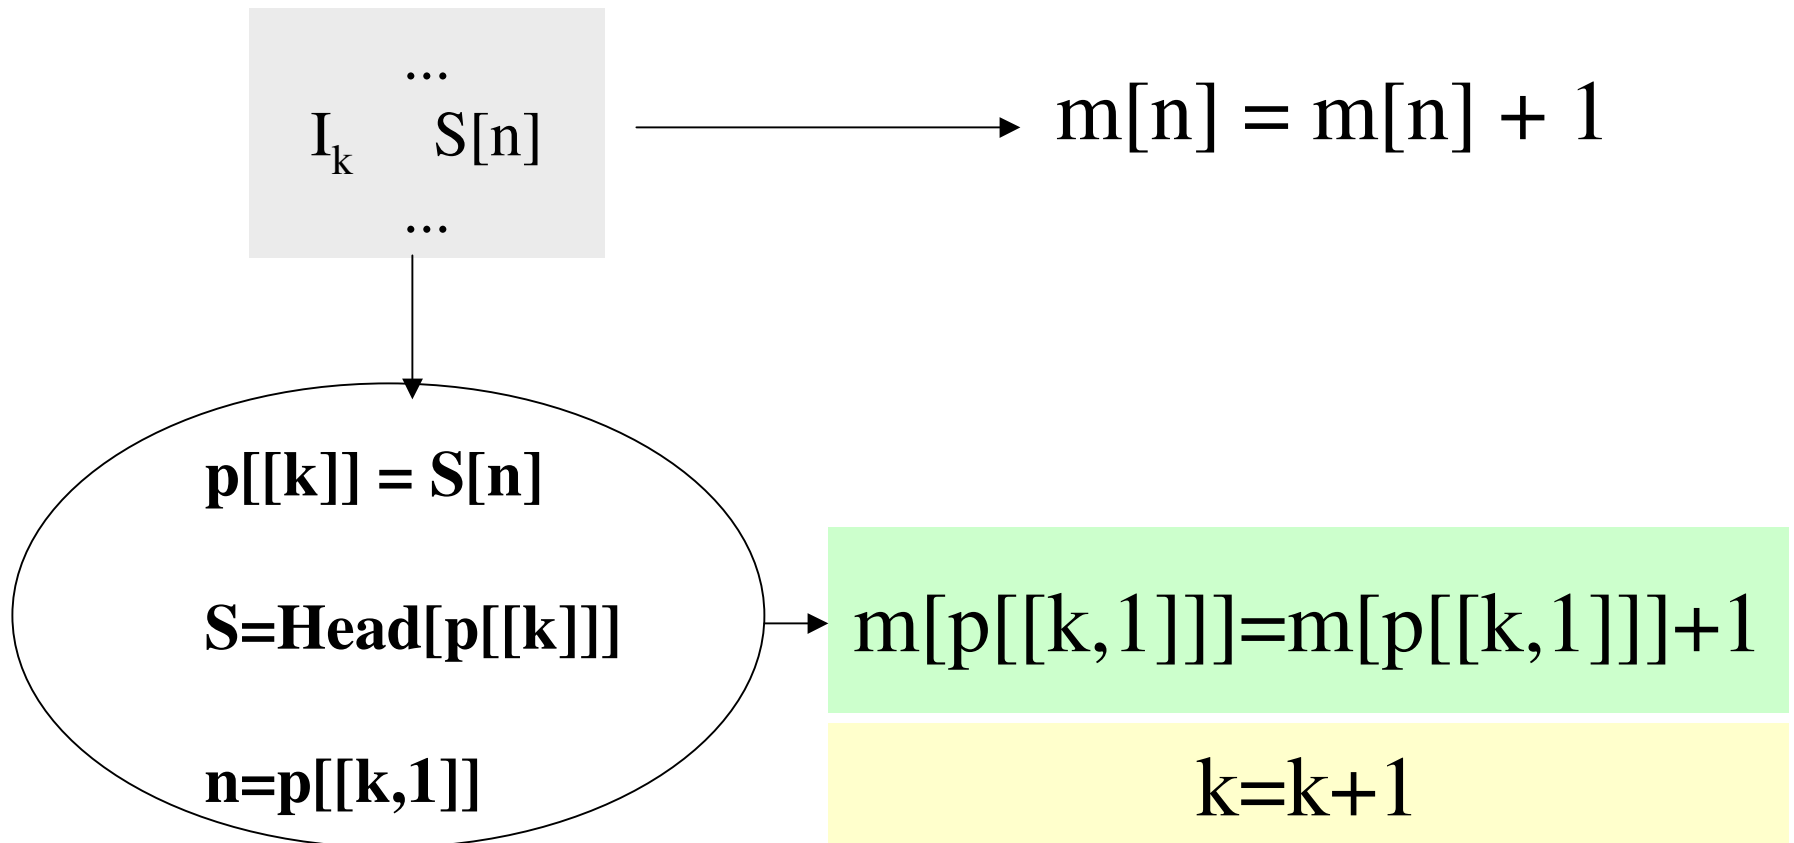 ...
I_k S[n]
...
m[n] = m[n] + 1
p[[k]] = S[n]
S=Head[p[[k]]]
n=p[[k,1]]
m[p[[k,1]]]=m[p[[k,1]]]+1
k=k+1